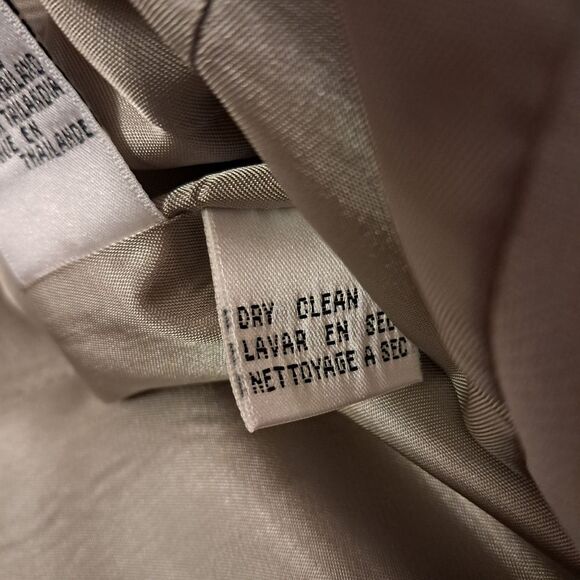 THAILAND
TAILANDIA
EN
THAILANDE
DRY CLEAN
LAVAR EN SEC
NETTOYAGE A SEC